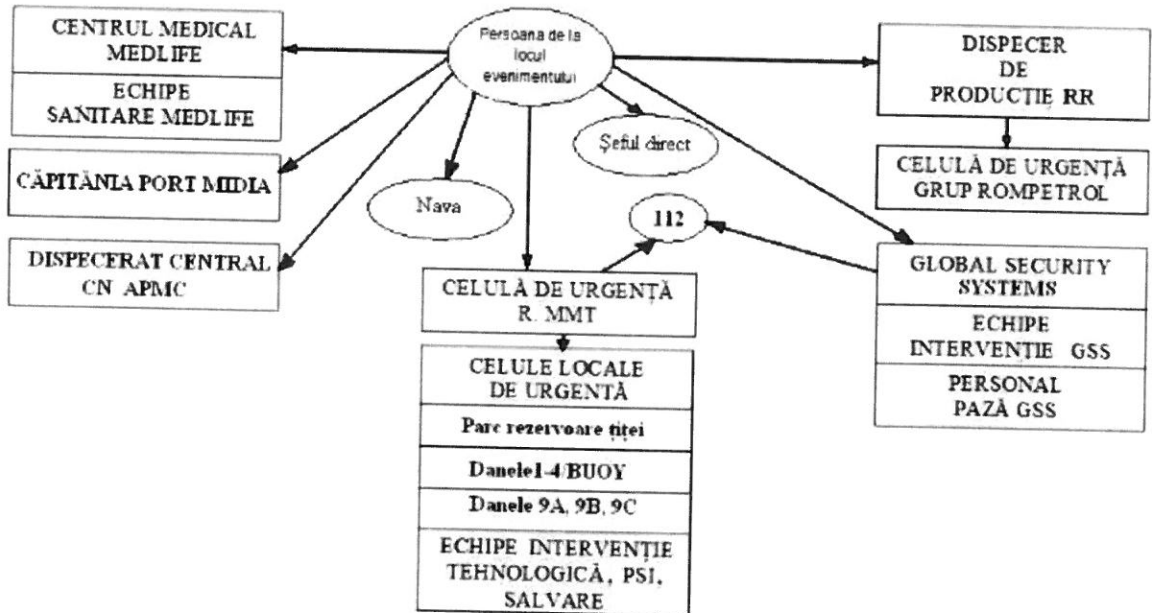 Persoana de la
locul
evenimentului
CENTRUL MEDICAL
MEDLIFE
ECHIPE
SANITARE MEDLIFE
CĂPITĂNIA PORT MIDIA
DISPECERAT CENTRAL
CN APMC
Nava
Șeful direct
112
DISPECER
DE
PRODUCȚIE RR
CELULĂ DE URGENȚĂ
GRUP ROMPETROL
GLOBAL SECURITY
SYSTEMS
ECHIPE
INTERVENȚIE GSS
PERSONAL
PAZĂ GSS
CELULĂ DE URGENȚĂ
R. MMT
CELULE LOCALE
DE URGENTĂ
Parc rezervoare țiței
Danele1-4/BUOY
Danele 9A, 9B, 9C
ECHIPE INTERVENȚIE
TEHNOLOGICĂ, PSI,
SALVARE